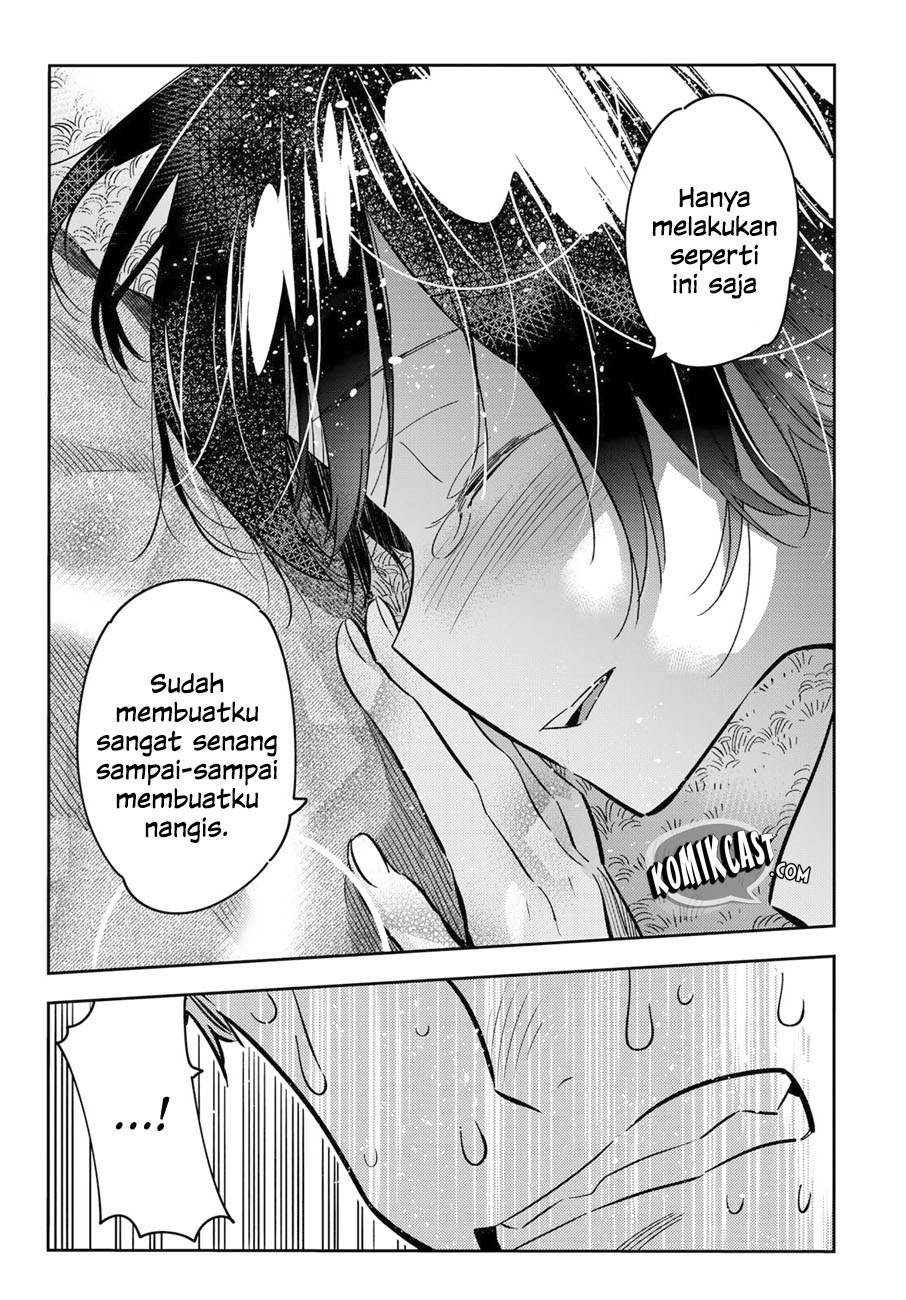 Hanya
melakukan
seperti
ini saja
Sudah
membuatku
sangat senang
sampai-sampai
membuatku
nangis.
KOMIKCAST.COM
...!